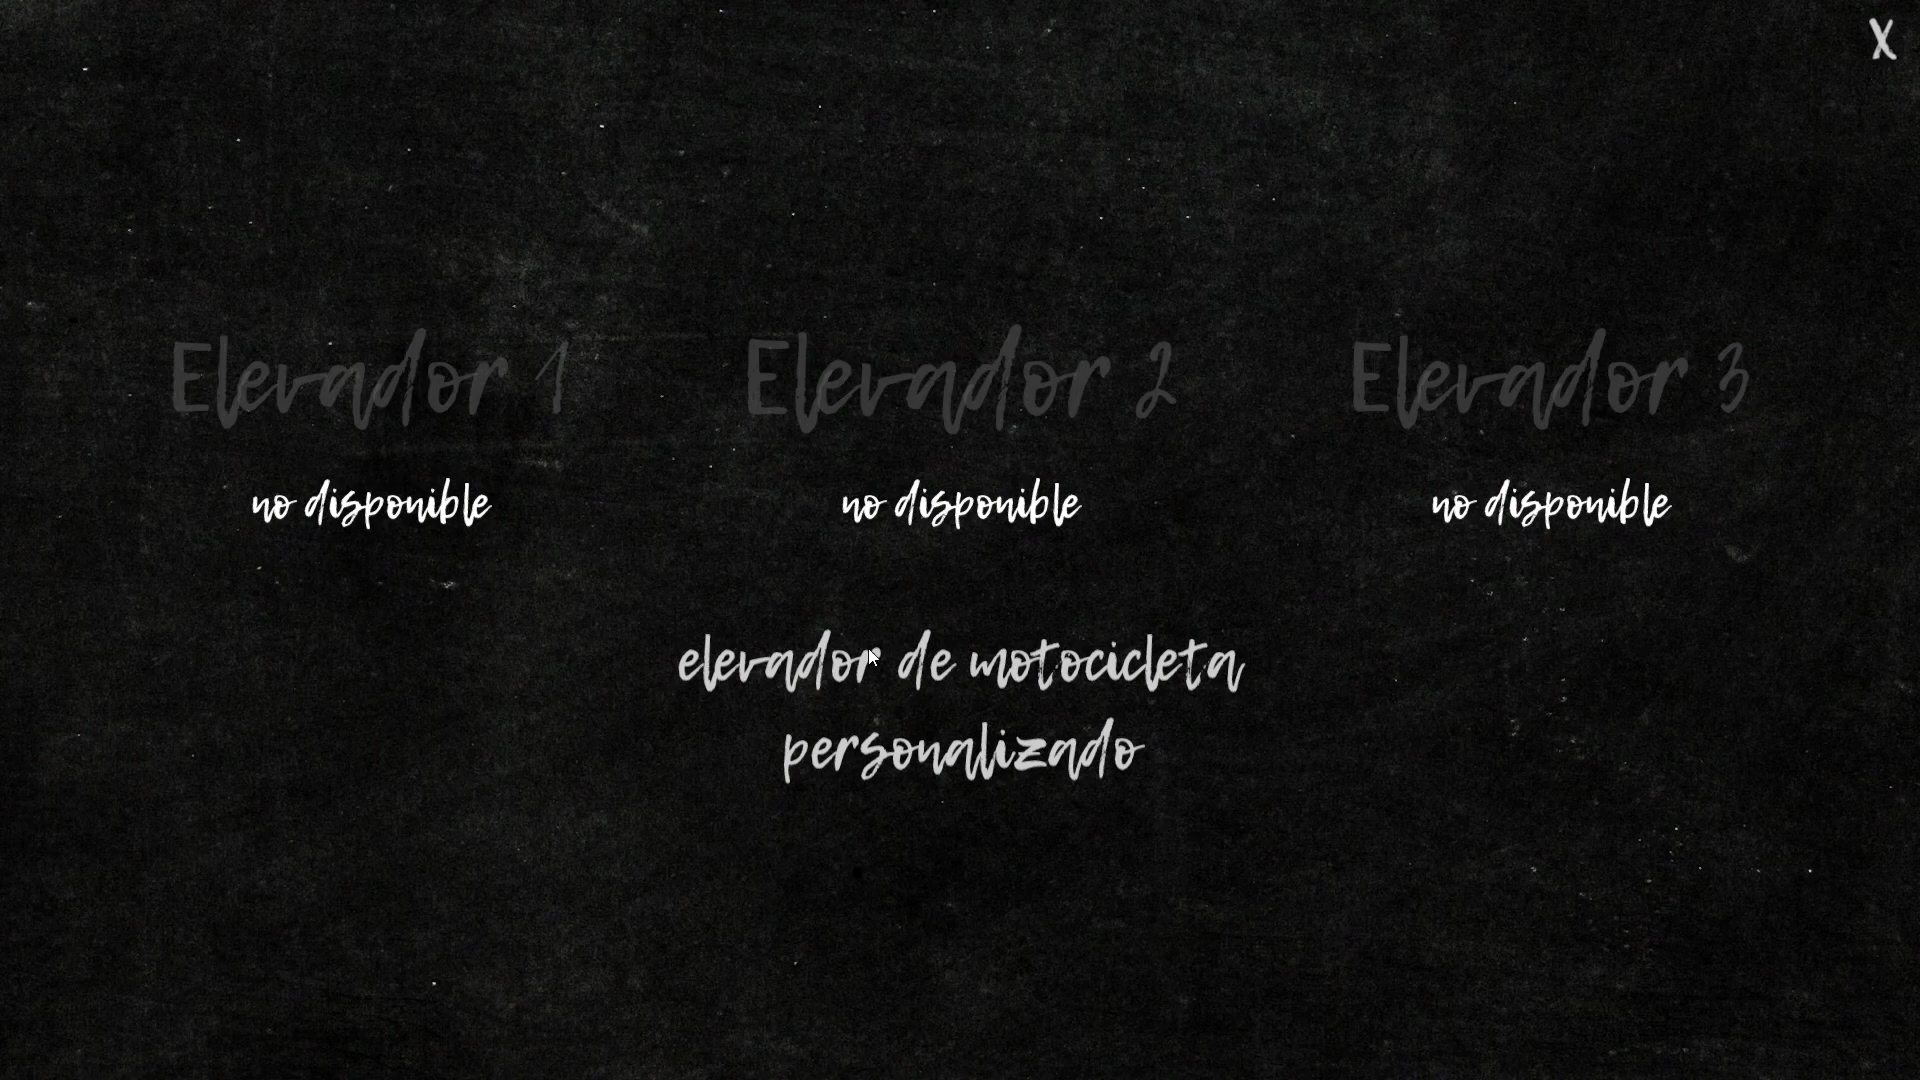 X
Elevador 1 Elevador 2 Elevador 3
no disponible no disponible no disponible
elevador de motocicleta
personalizado